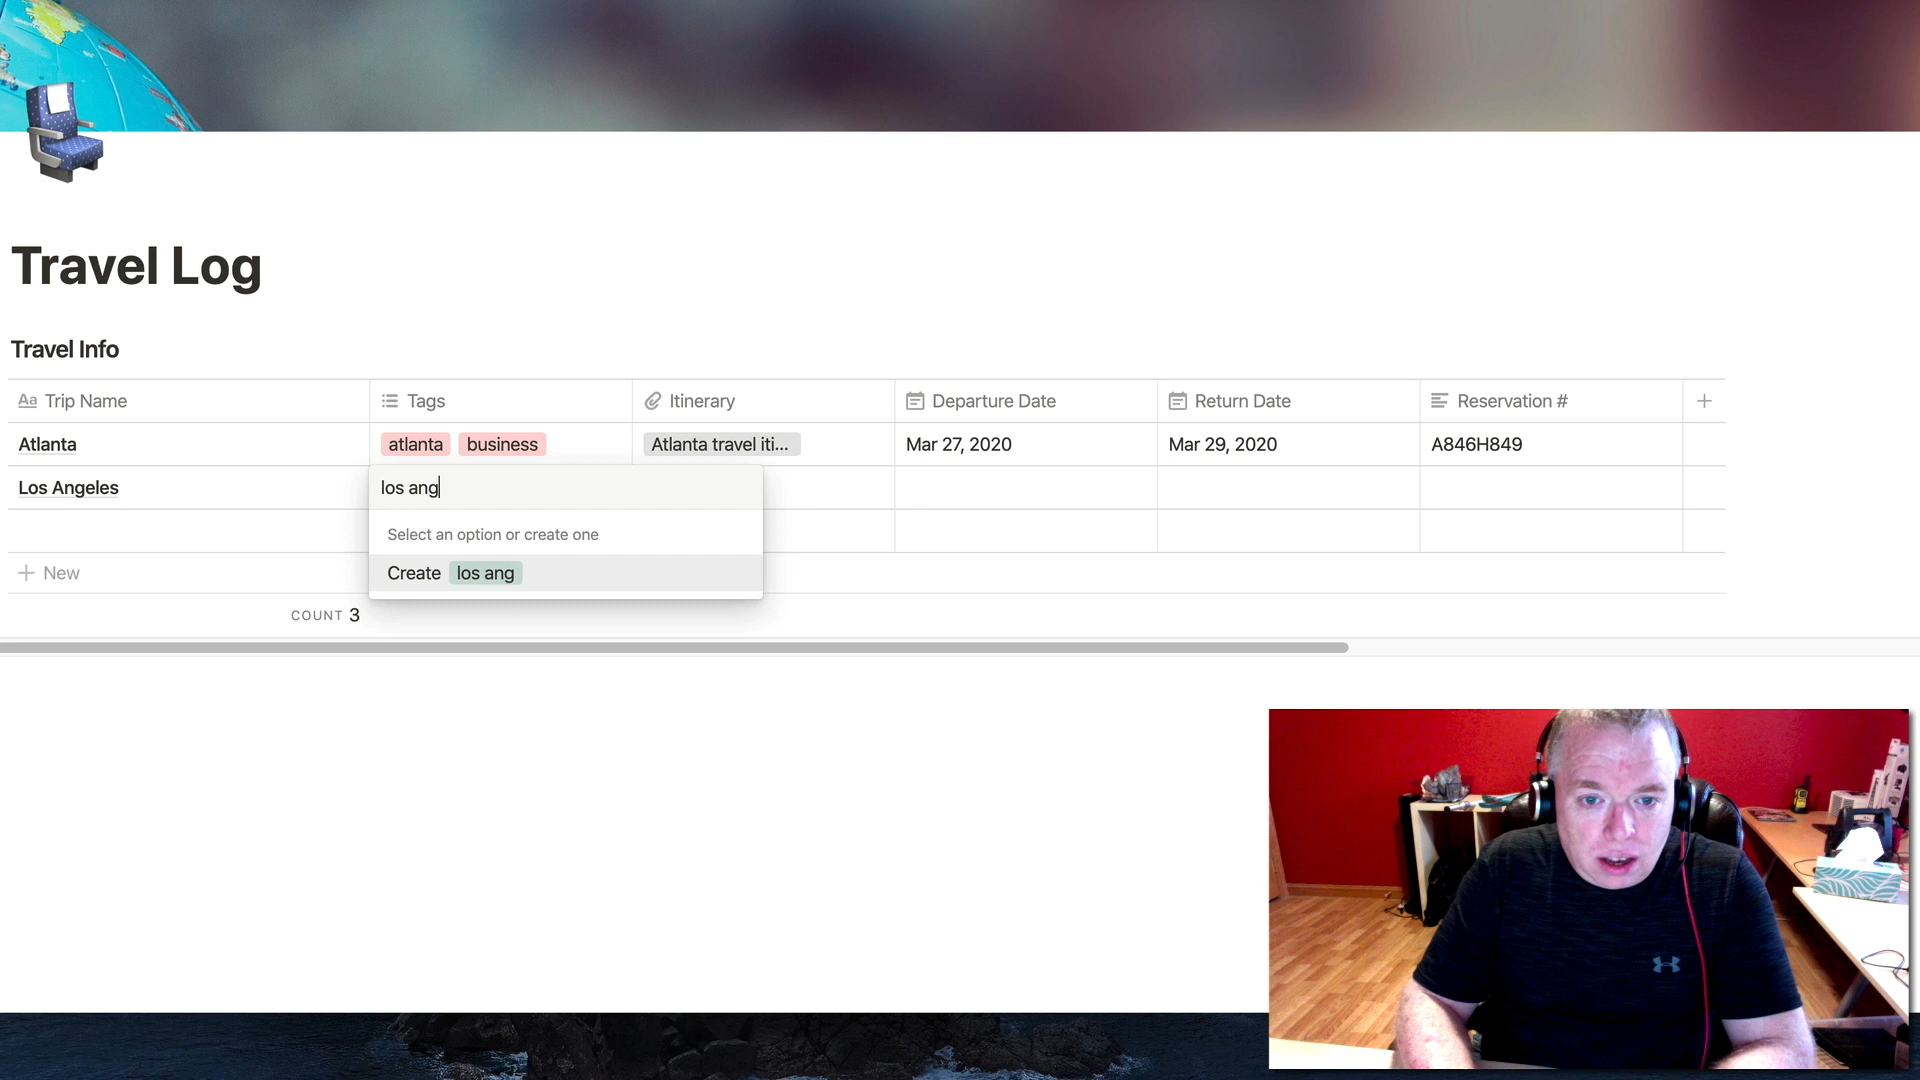 Travel Log
Travel Info
Aa Trip Name Tags Itinerary Departure Date Return Date Reservation #
Atlanta atlanta business Atlanta travel iti... Mar 27, 2020 Mar 29, 2020 A846H849
Los Angeles los ang
Select an option or create one
Create los ang
New
COUNT 3